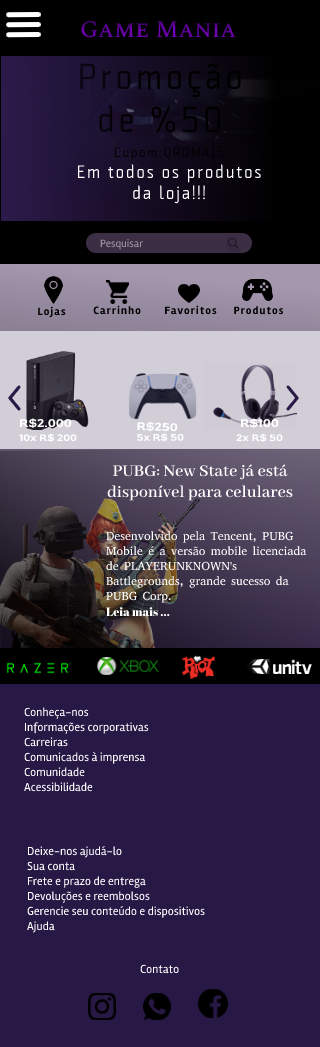 Game Mania
Promoção
de %50
Em todos os produtos
da loja!!!
Pesquisar
Lojas Carrinho Favoritos Produtos
R$2.000 R$250 R$100
10x R$ 200 5x R$ 50 2x R$ 50
PUBG: New State já está
disponível para celulares
Desenvolvido pela Tencent, PUBG
Mobile é a versão mobile licenciada
de PLAYERUNKNOWN's
Battlegrounds, grande sucesso da
PUBG Corp.
Leia mais ...
RAZER XBOX RIOT unity
Conheça-nos
Informações corporativas
Carreiras
Comunicados à imprensa
Comunidade
Acessibilidade
Deixe-nos ajudá-lo
Sua conta
Frete e prazo de entrega
Devoluções e reembolsos
Gerencie seu conteúdo e dispositivos
Ajuda
Contato